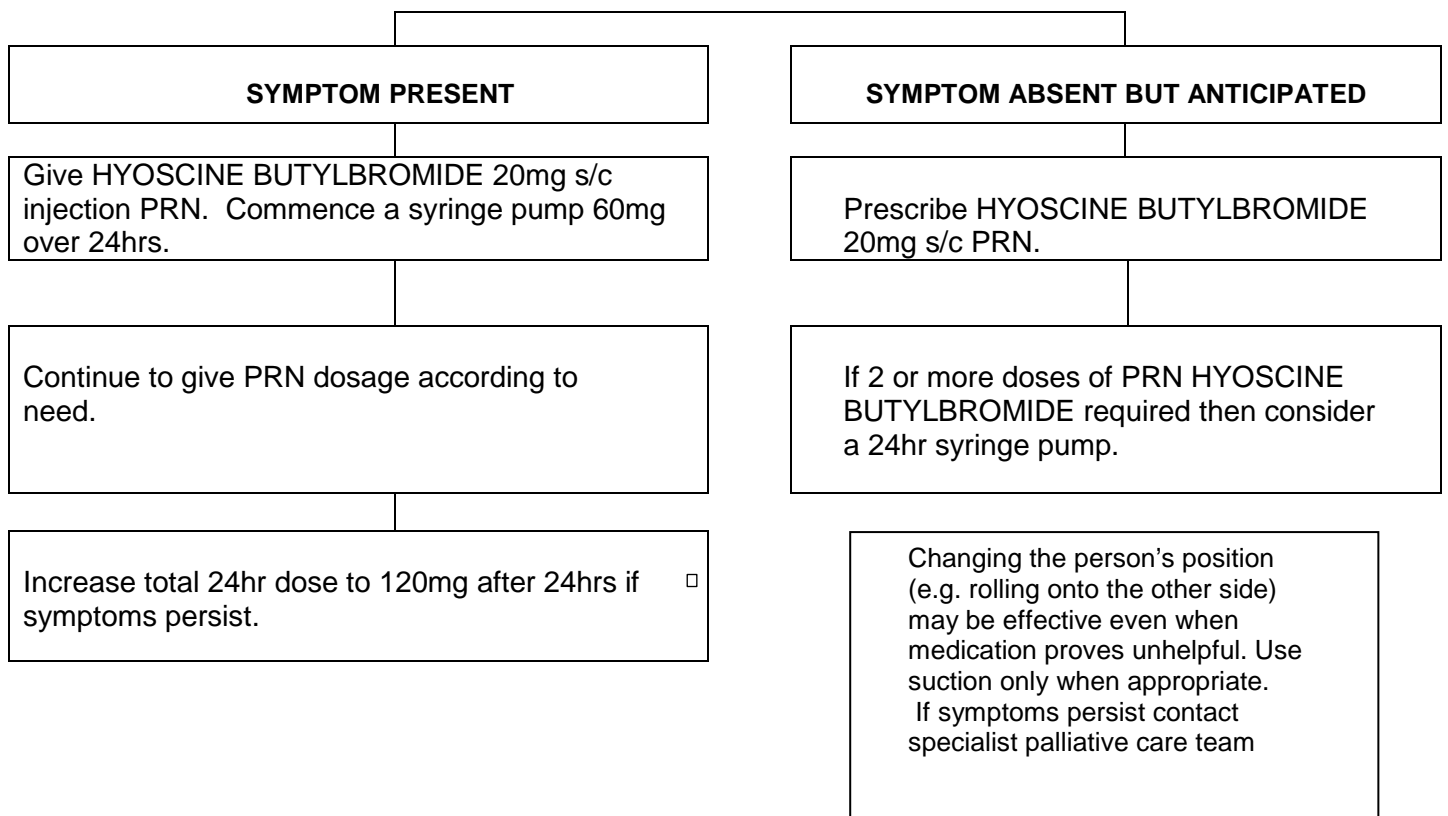 SYMPTOM PRESENT
Give HYOSCINE BUTYLBROMIDE 20mg s/c
injection PRN.  Commence a syringe pump 60mg
over 24hrs.
Continue to give PRN dosage according to
need.
Increase total 24hr dose to 120mg after 24hrs if
symptoms persist.
SYMPTOM ABSENT BUT ANTICIPATED
Prescribe HYOSCINE BUTYLBROMIDE
20mg s/c PRN.
If 2 or more doses of PRN HYOSCINE
BUTYLBROMIDE required then consider
a 24hr syringe pump.
Changing the person’s position
(e.g. rolling onto the other side)
may be effective even when
medication proves unhelpful. Use
suction only when appropriate.
If symptoms persist contact
specialist palliative care team